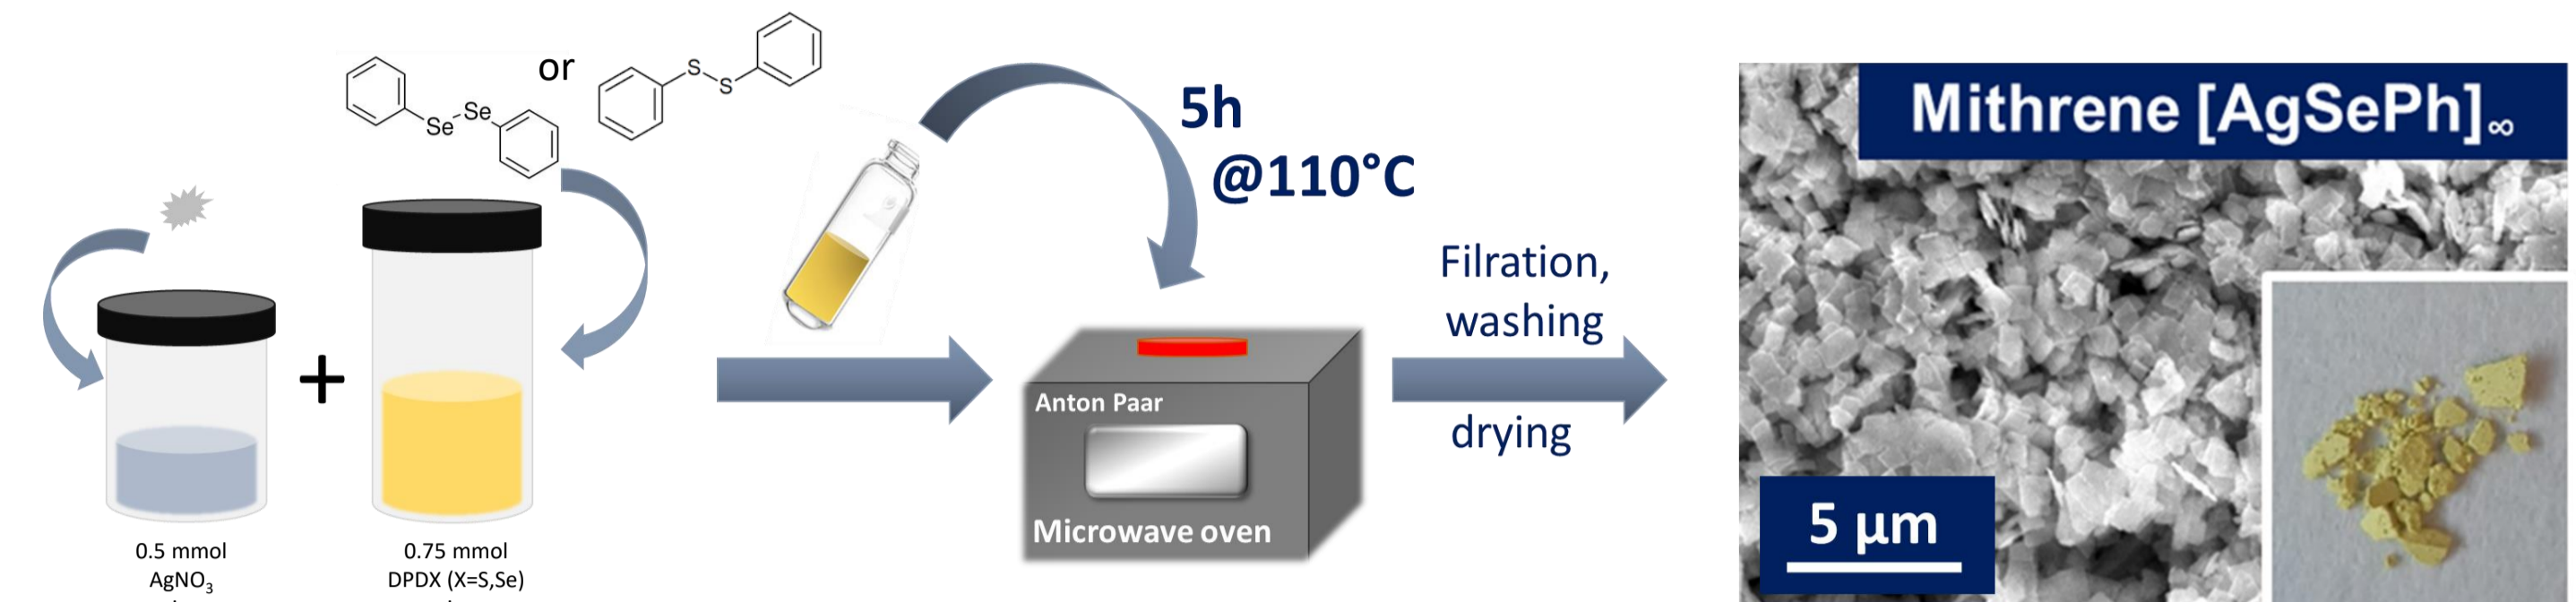 or
Se
Se
S
S
0.5 mmol
AgNO₃
0.75 mmol
DPDX (X=S,Se)
5h
@110°C
Anton Paar
Microwave oven
Filration,
washing
drying
Mithrene [AgSePh]∞
5 µm